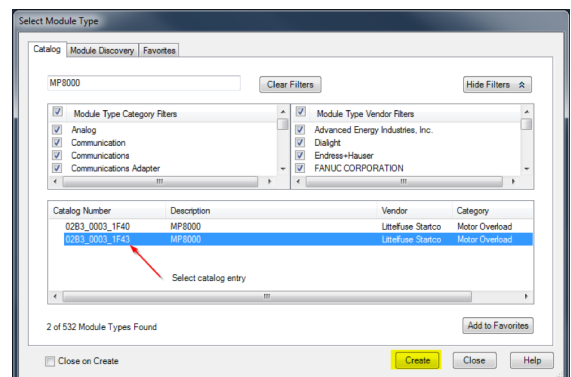 Select Module Type
Catalog Module Discovery Favorites
MP8000 Clear Filters Hide Filters
Module Type Category Filters Module Type Vendor Filters
Analog Advanced Energy Industries, Inc.
Communication Dialight
Communications Endress+Hauser
Communications Adapter FANUC CORPORATION
Catalog Number Description Vendor Category
02B3_0003_1F40 MP8000 Littelfuse Startco Motor Overload
02B3_0003_1F43 MP8000 Littelfuse Startco Motor Overload
Select catalog entry
2 of 532 Module Types Found Add to Favorites
Close on Create Create Close Help